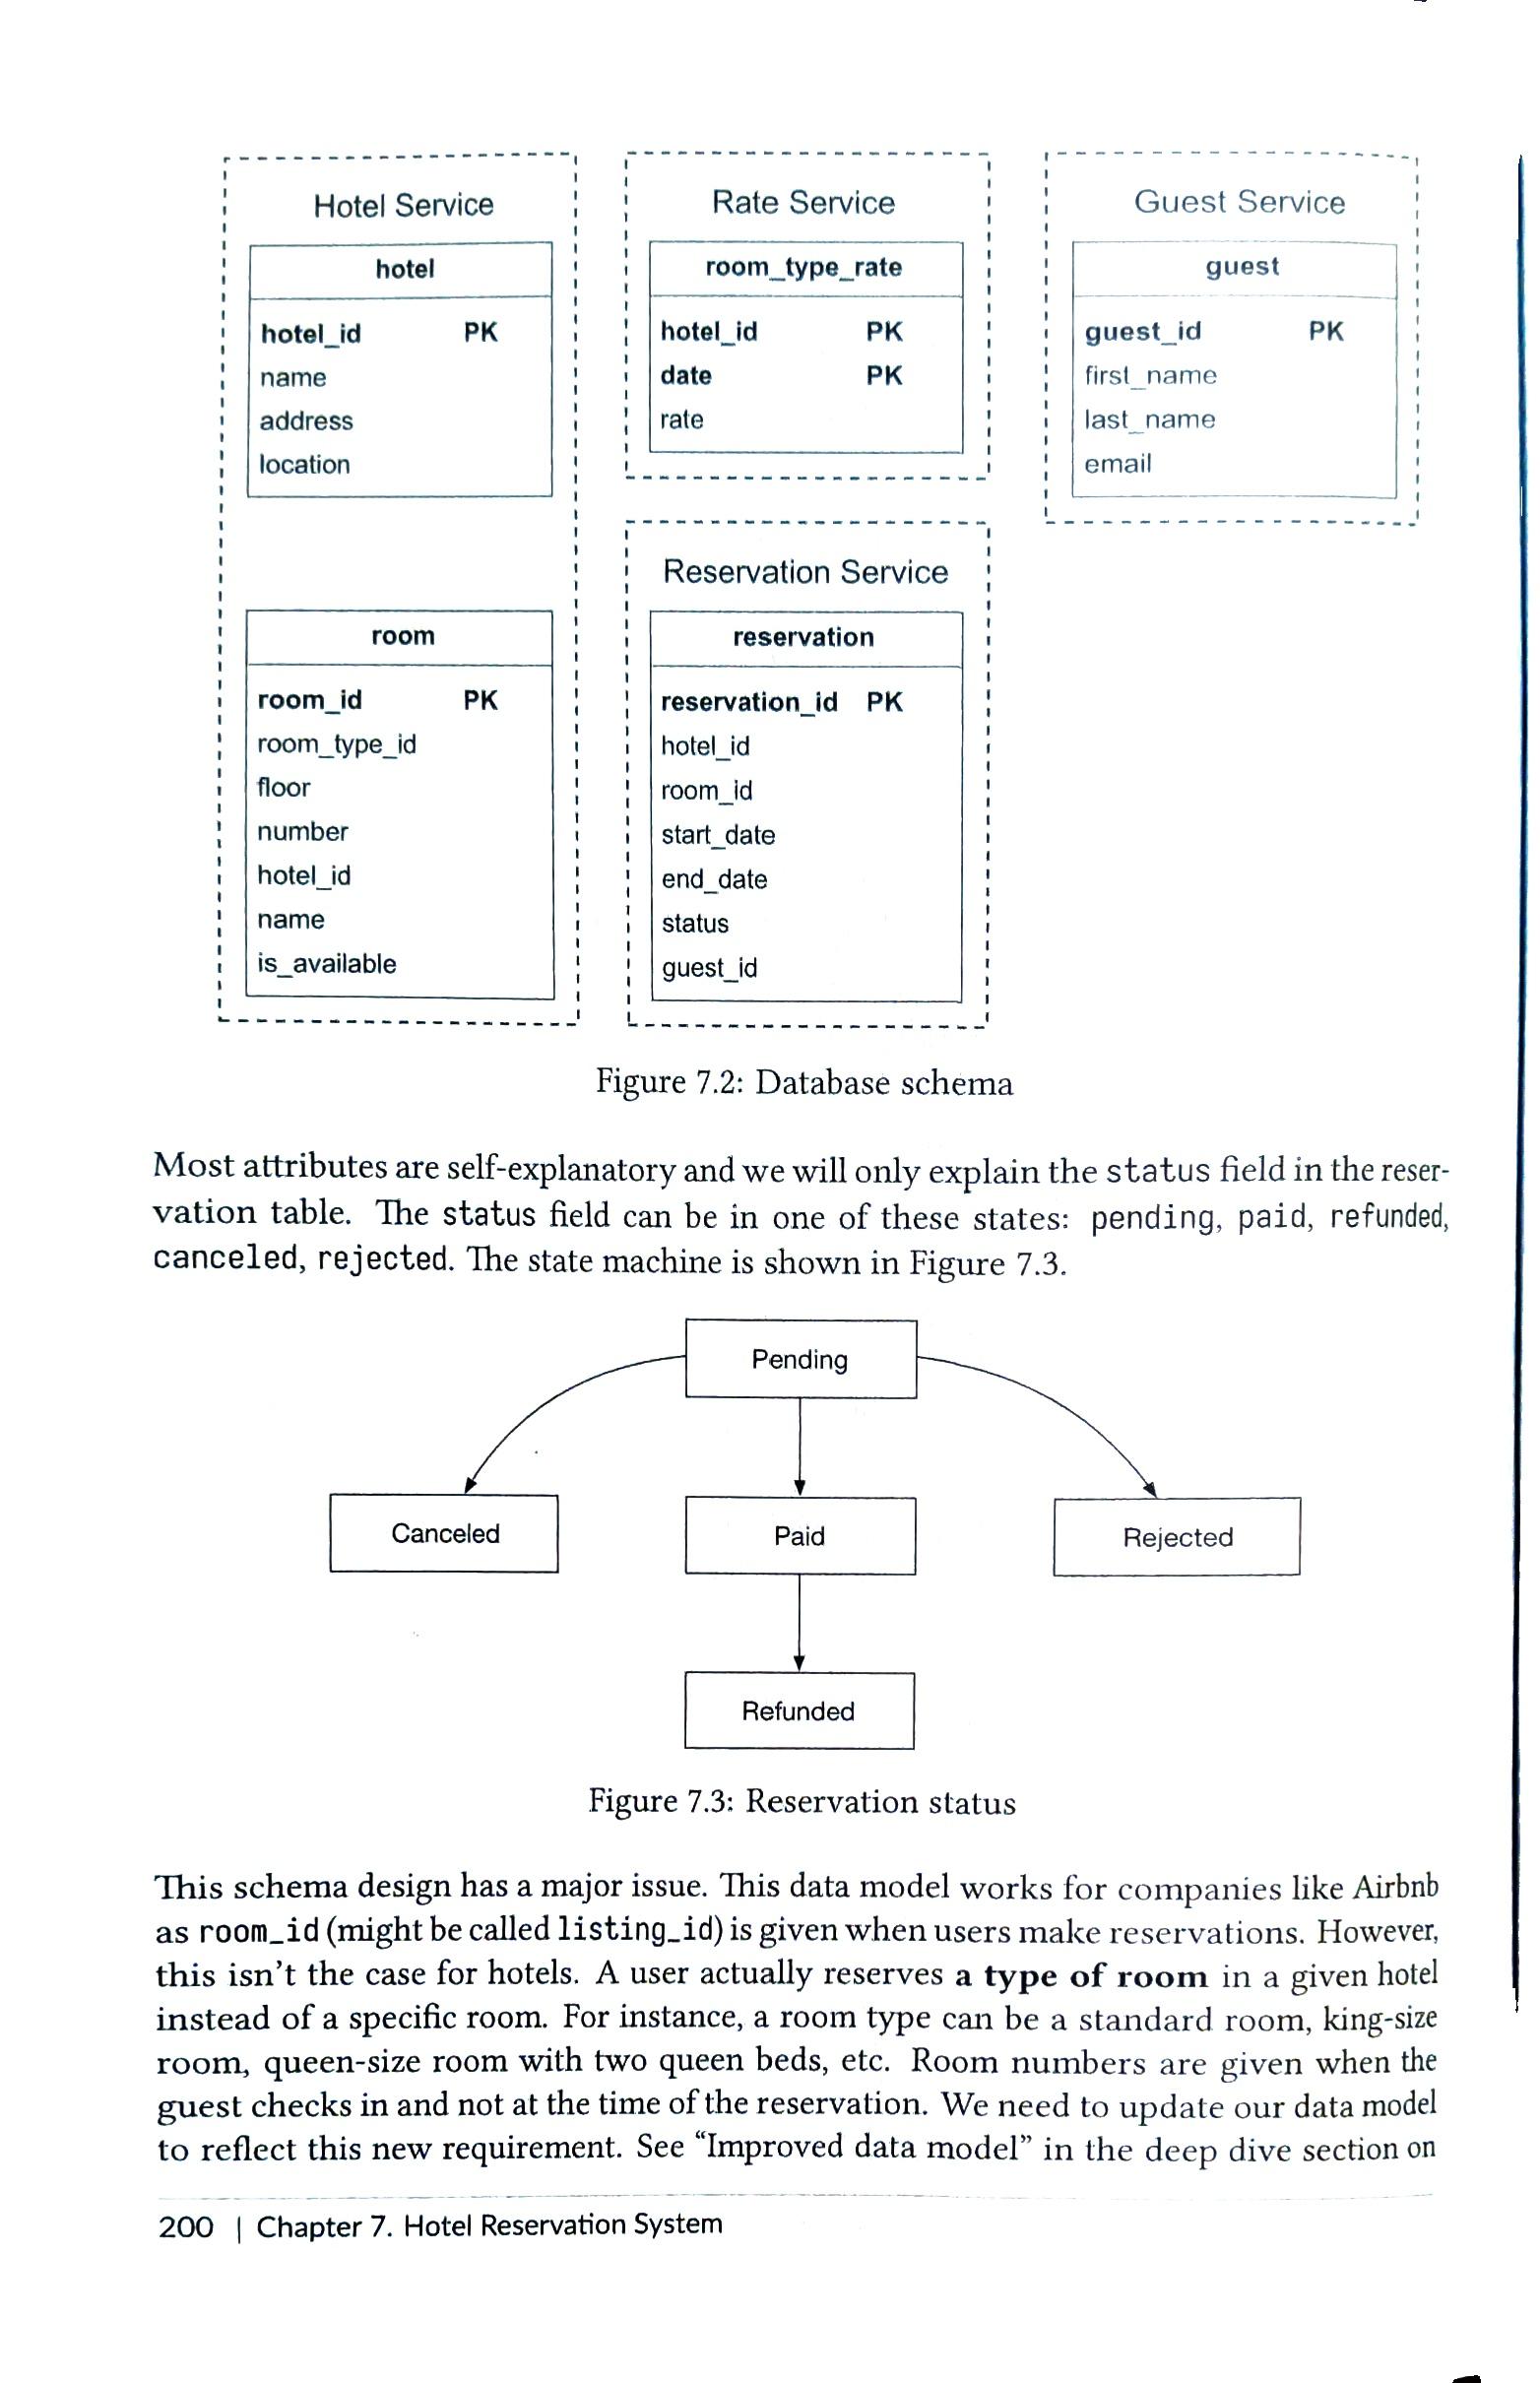 Hotel Service
hotel
hotel_id PK
name
address
location
room
room_id PK
room_type_id
floor
number
hotel_id
name
is_available
Rate Service
room_type_rate
hotel_id PK
date PK
rate
Reservation Service
reservation
reservation_id PK
hotel_id
room_id
start_date
end_date
status
guest_id
Guest Service
guest
guest_id PK
first_name
last_name
email
Figure 7.2: Database schema
Most attributes are self-explanatory and we will only explain the status field in the reser-
vation table. The status field can be in one of these states: pending, paid, refunded,
canceled, rejected. The state machine is shown in Figure 7.3.
Pending
Canceled
Paid
Rejected
Refunded
Figure 7.3: Reservation status
This schema design has a major issue. This data model works for companies like Airbnb
as room_id (might be called listing_id) is given when users make reservations. However,
this isn't the case for hotels. A user actually reserves a type of room in a given hotel
instead of a specific room. For instance, a room type can be a standard room, king-size
room, queen-size room with two queen beds, etc. Room numbers are given when the
guest checks in and not at the time of the reservation. We need to update our data model
to reflect this new requirement. See “Improved data model” in the deep dive section on
200 | Chapter 7. Hotel Reservation System